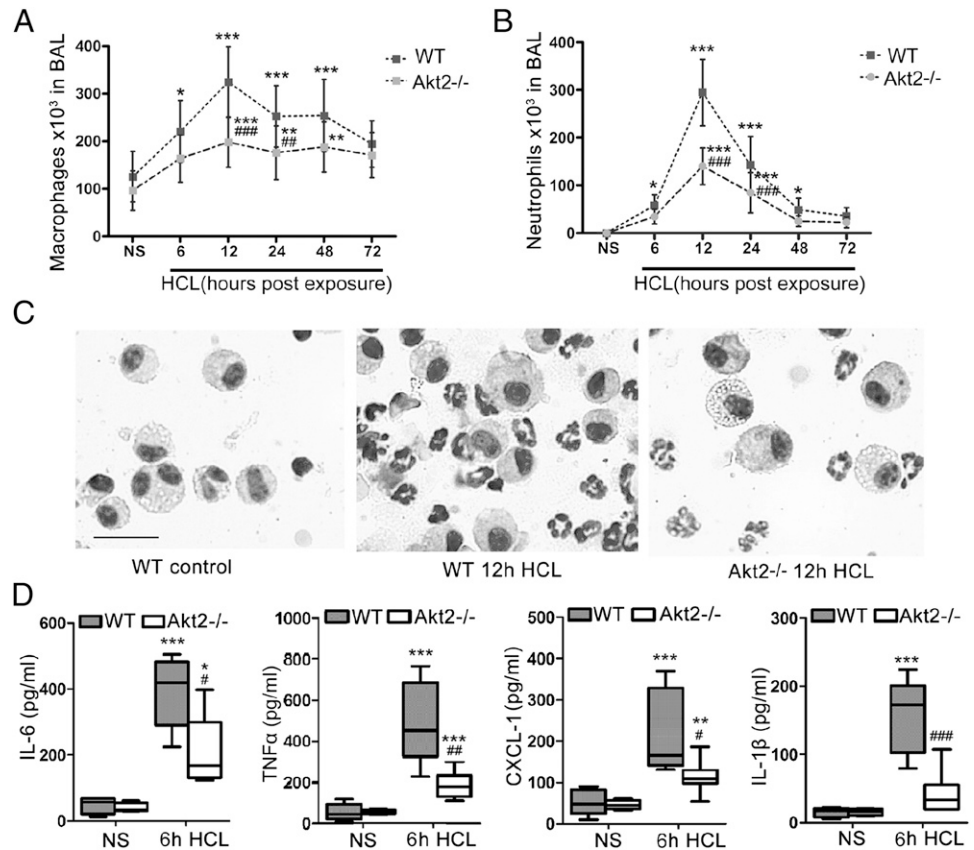 A
Macrophages x10³ in BAL
400
300
200
100
0
***
*
***
***
***
###
**
##
**
NS 6 12 24 48 72
HCL(hours post exposure)
WT
Akt2-/-
B
Neutrophils x10³ in BAL
400
300
200
100
0
***
***
***
###
*
***
###
*
NS 6 12 24 48 72
HCL(hours post exposure)
WT
Akt2-/-
C
WT control
WT 12h HCL
Akt2-/- 12h HCL
D
WT Akt2-/-
IL-6 (pg/ml)
600
400
200
0
***
*
#
NS 6h HCL
WT Akt2-/-
TNFα (pg/ml)
1000
800
600
400
200
0
***
***
##
NS 6h HCL
WT Akt2-/-
CXCL-1 (pg/ml)
500
400
300
200
100
0
***
**
#
NS 6h HCL
WT Akt2-/-
IL-1β (pg/ml)
300
200
100
0
***
###
NS 6h HCL